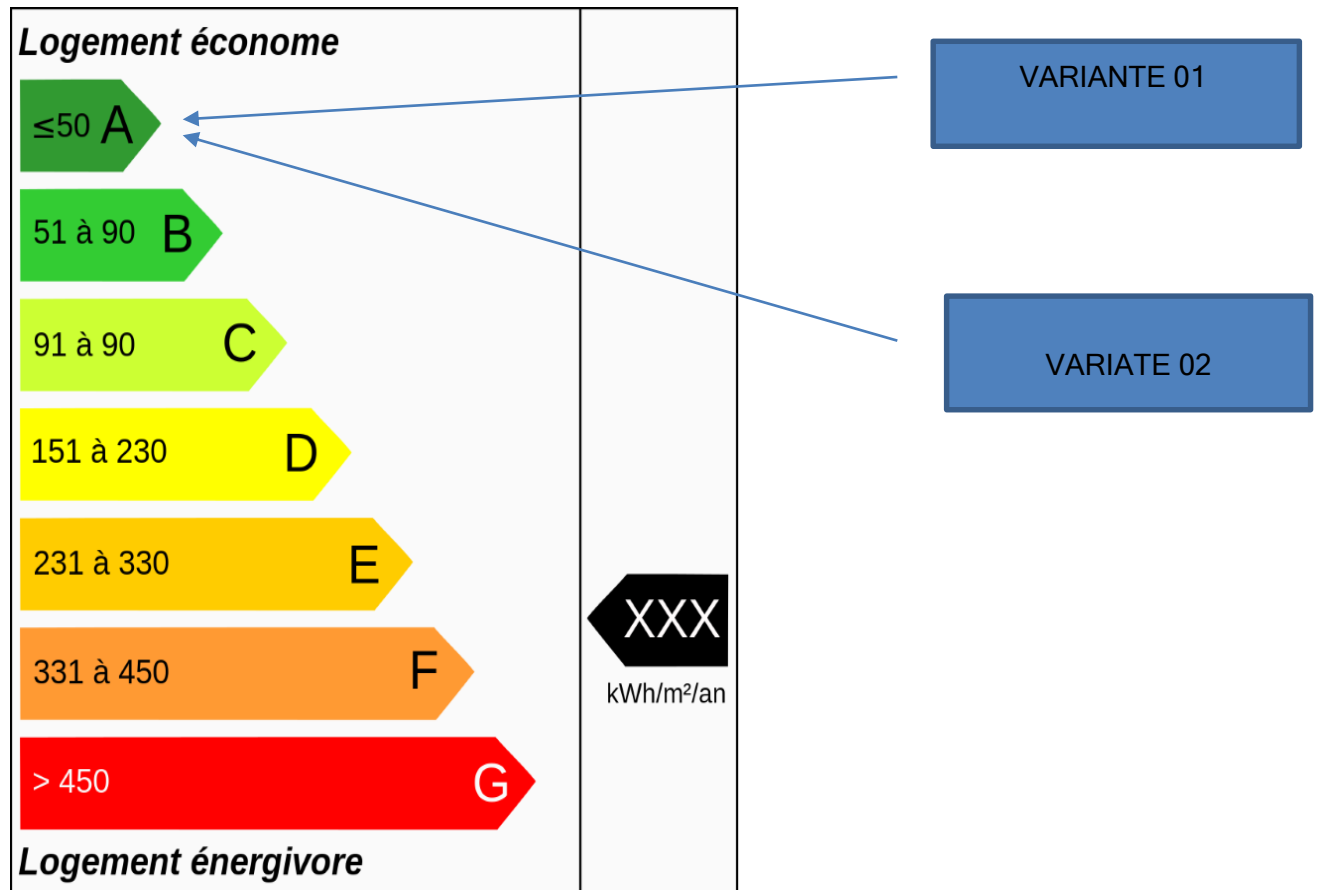 Logement économe
≤50 A
51 à 90 B
91 à 90 C
151 à 230 D
231 à 330 E
331 à 450 F
> 450 G
Logement énergivore
XXX
kWh/m²/an
VARIANTE 01
VARIATE 02